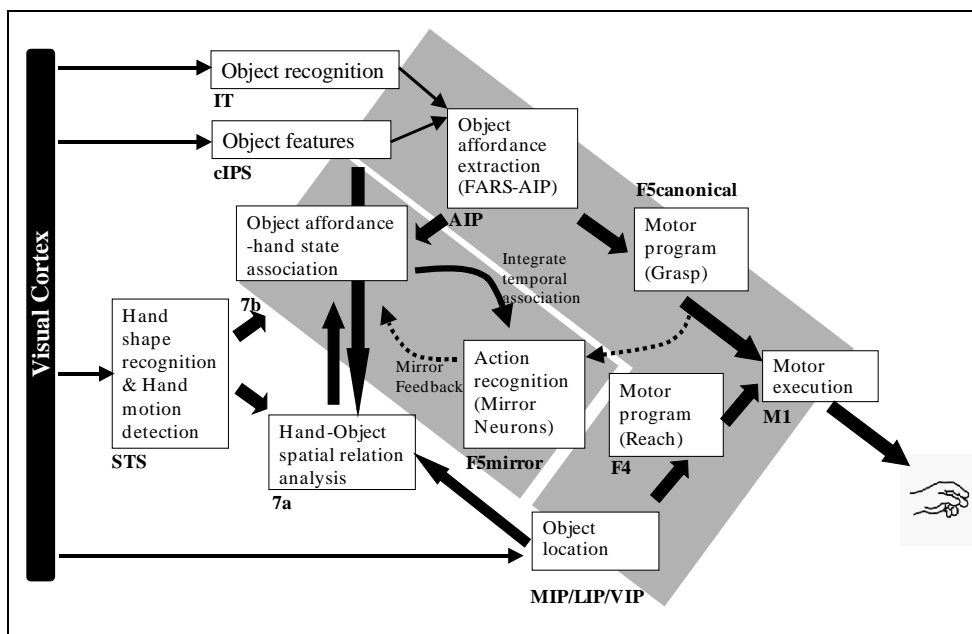 Visual Cortex
Object recognition
IT
Object features
cIPS
Object
affordance
extraction
(FARS-AIP)
AIP
F5canonical
Motor
program
(Grasp)
Object affordance
-hand state
association
7b
Integrate
temporal
association
Hand
shape
recognition
& Hand
motion
detection
STS
Mirror
Feedback
Action
recognition
(Mirror
Neurons)
F5mirror
Motor
program
(Reach)
F4
Motor
execution
M1
Hand-Object
spatial relation
analysis
7a
Object
location
MIP/LIP/VIP